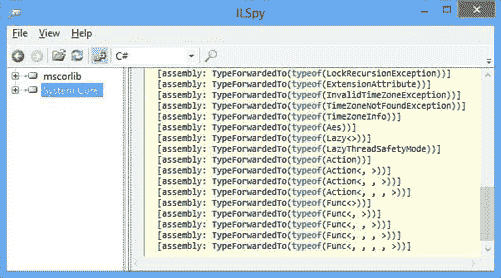 ILSpy
File View Help
C#
mscorlib
System.Core
[assembly: TypeForwardedTo(typeof(LockRecursionException))]
[assembly: TypeForwardedTo(typeof(ExtensionAttribute))]
[assembly: TypeForwardedTo(typeof(InvalidTimeZoneException))]
[assembly: TypeForwardedTo(typeof(TimeZoneNotFoundException))]
[assembly: TypeForwardedTo(typeof(TimeZoneInfo))]
[assembly: TypeForwardedTo(typeof(Aes))]
[assembly: TypeForwardedTo(typeof(Lazy<>))]
[assembly: TypeForwardedTo(typeof(LazyThreadSafetyMode))]
[assembly: TypeForwardedTo(typeof(Action))]
[assembly: TypeForwardedTo(typeof(Action<, >))]
[assembly: TypeForwardedTo(typeof(Action<, , >))]
[assembly: TypeForwardedTo(typeof(Action<, , , >))]
[assembly: TypeForwardedTo(typeof(Func<>))]
[assembly: TypeForwardedTo(typeof(Func<, >))]
[assembly: TypeForwardedTo(typeof(Func<, , >))]
[assembly: TypeForwardedTo(typeof(Func<, , , >))]
[assembly: TypeForwardedTo(typeof(Func<, , , , >))]